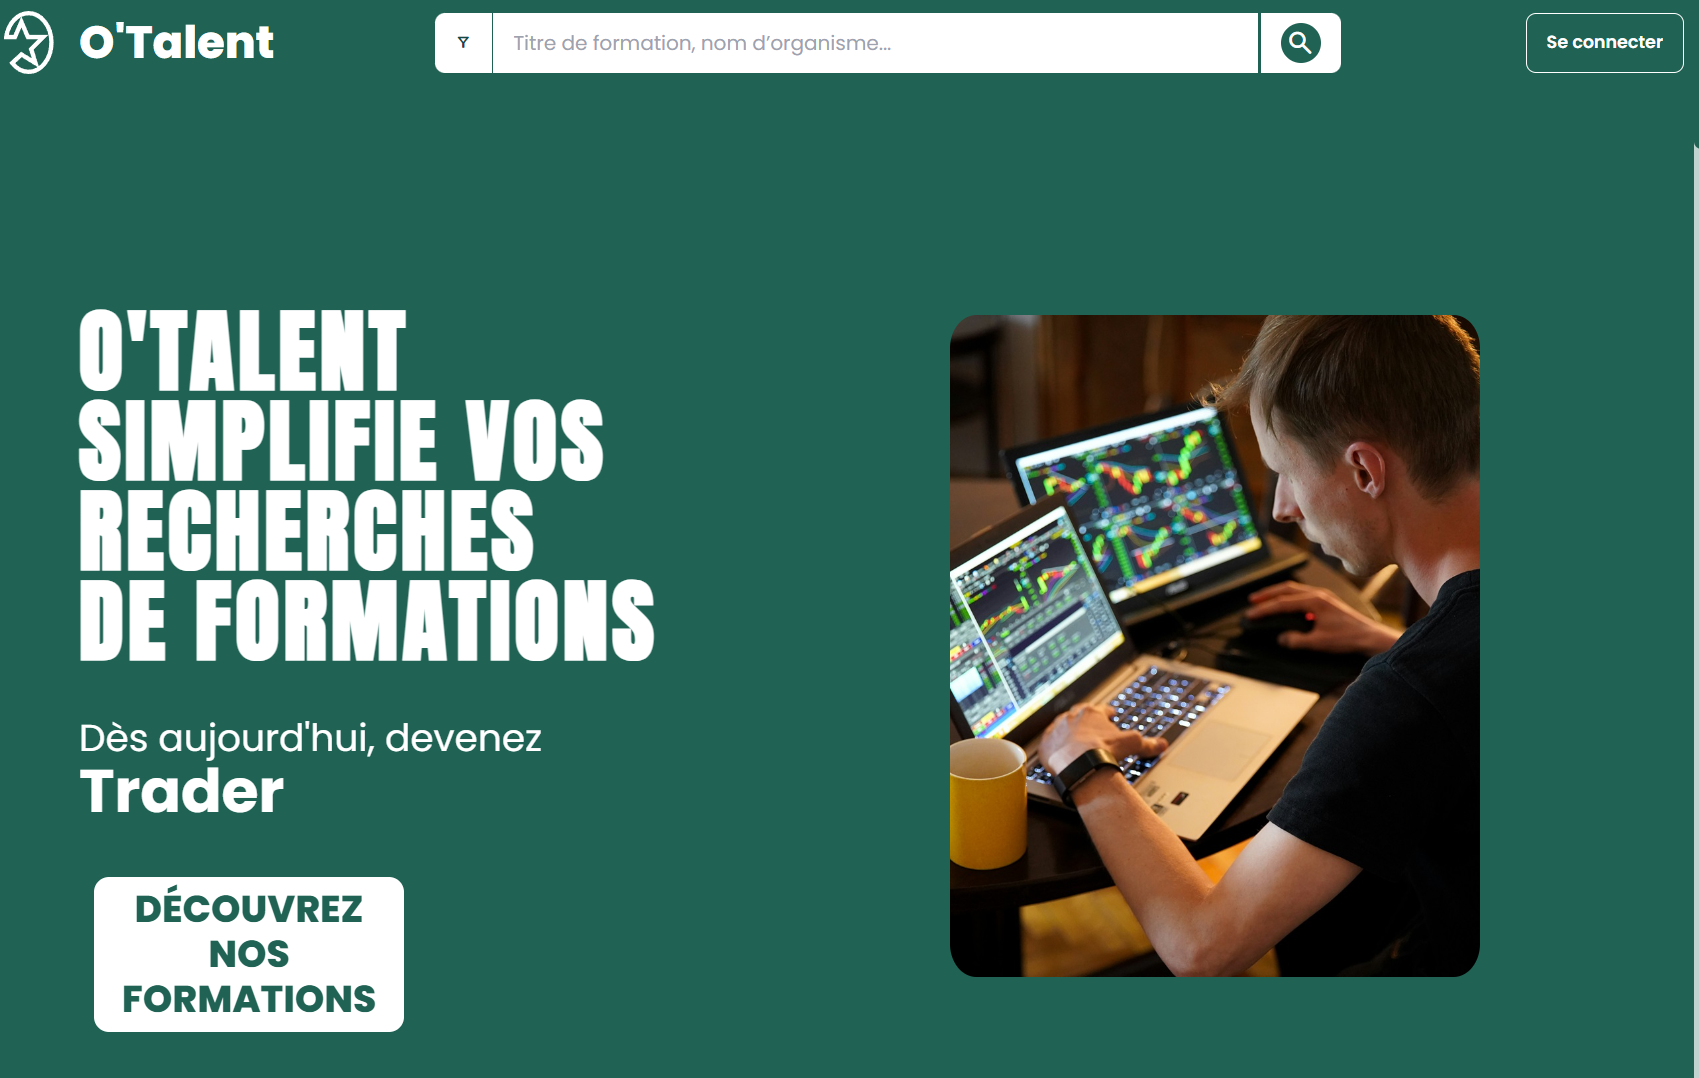 O'Talent
Titre de formation, nom d’organisme...
Se connecter
O'TALENT
SIMPLIFIE VOS
RECHERCHES
DE FORMATIONS
Dès aujourd'hui, devenez
Trader
DÉCOUVREZ
NOS
FORMATIONS